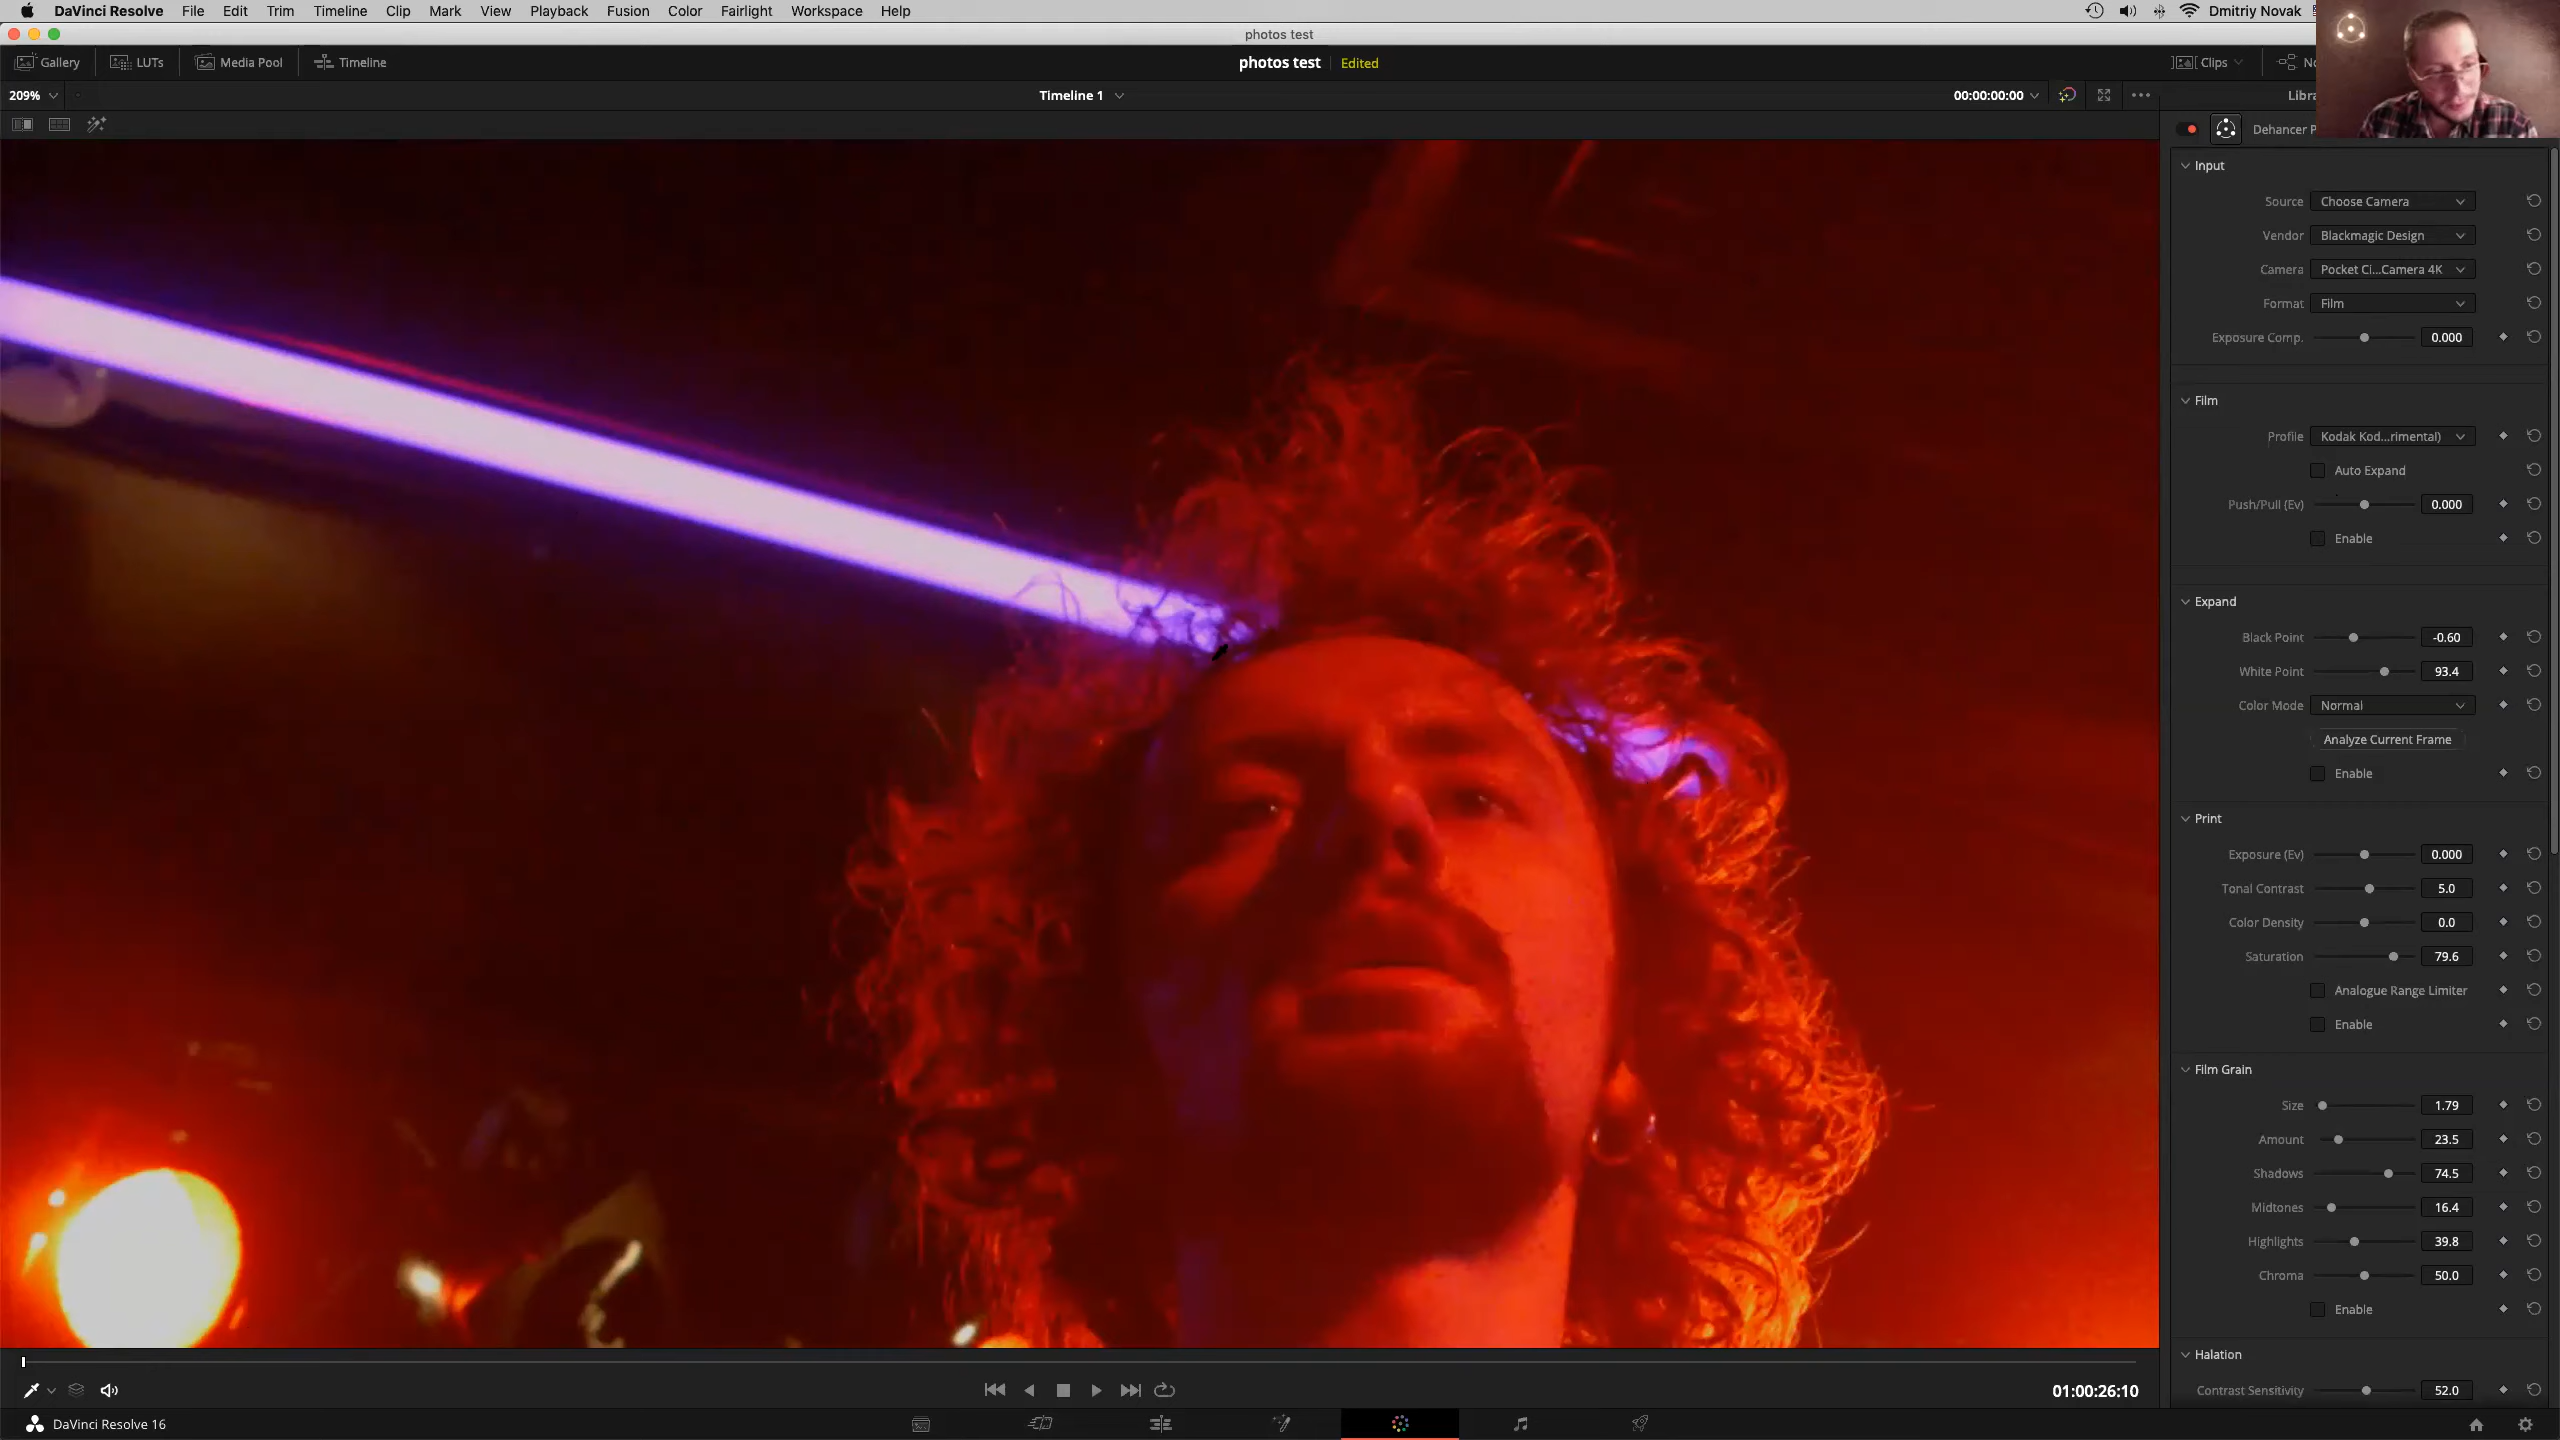 DaVinci Resolve File Edit Trim Timeline Clip Mark View Playback Fusion Color Fairlight Workspace Help Dmitriy Novak
photos test
Gallery LUTs Media Pool Timeline photos test Edited Clips
209% Timeline 1 00:00:00:00
Dehancer
Input
Source Choose Camera
Vendor Blackmagic Design
Camera Pocket Ci...Camera 4K
Format Film
Exposure Comp. 0.000
Film
Profile Kodak Kod...rimental)
Auto Expand
Push/Pull (Ev) 0.000
Enable
Expand
Black Point -0.60
White Point 93.4
Color Mode Normal
Analyze Current Frame
Enable
Print
Exposure (Ev) 0.000
Tonal Contrast 5.0
Color Density 0.0
Saturation 79.6
Analogue Range Limiter
Enable
Film Grain
Size 1.79
Amount 23.5
Shadows 74.5
Midtones 16.4
Highlights 39.8
Chroma 50.0
Enable
Halation
Contrast Sensitivity 52.0
01:00:26:10
DaVinci Resolve 16